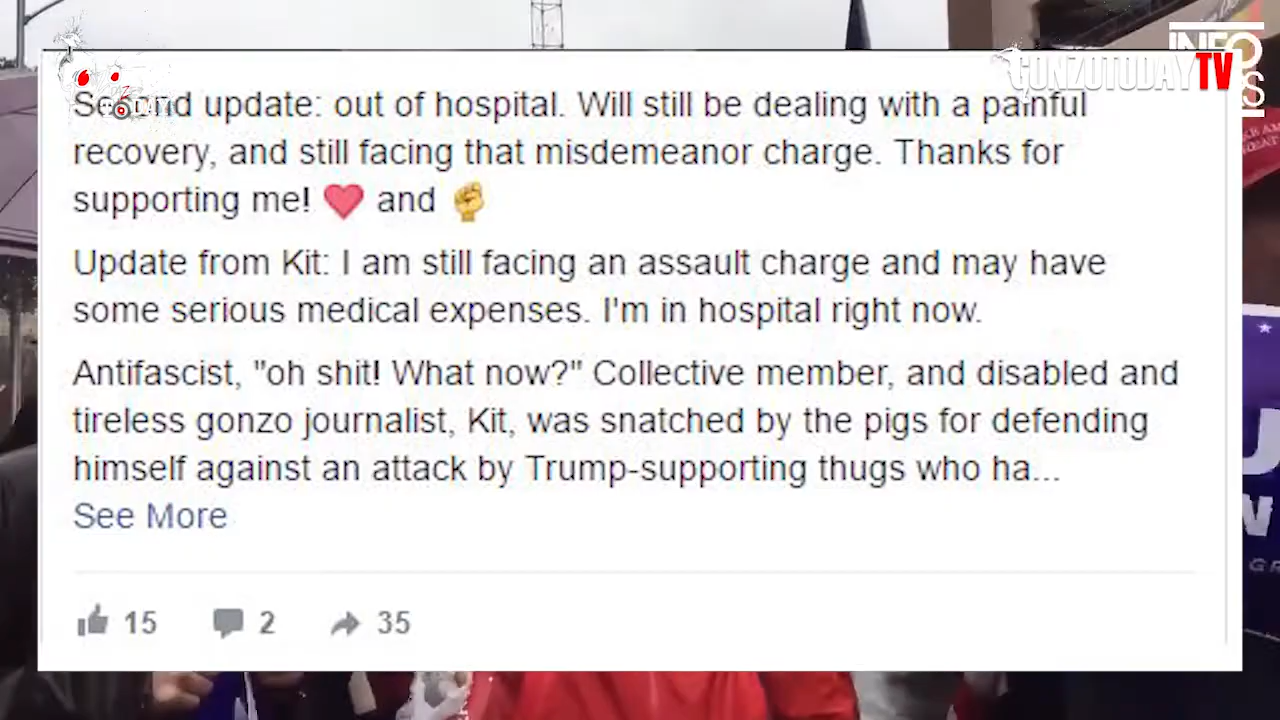 INFO
GONZOTODAYTV
Second update: out of hospital. Will still be dealing with a painful
recovery, and still facing that misdemeanor charge. Thanks for
supporting me! ❤️ and ✊
Update from Kit: I am still facing an assault charge and may have
some serious medical expenses. I'm in hospital right now.
Antifascist, "oh shit! What now?" Collective member, and disabled and
tireless gonzo journalist, Kit, was snatched by the pigs for defending
himself against an attack by Trump-supporting thugs who ha...
See More
15 2 35